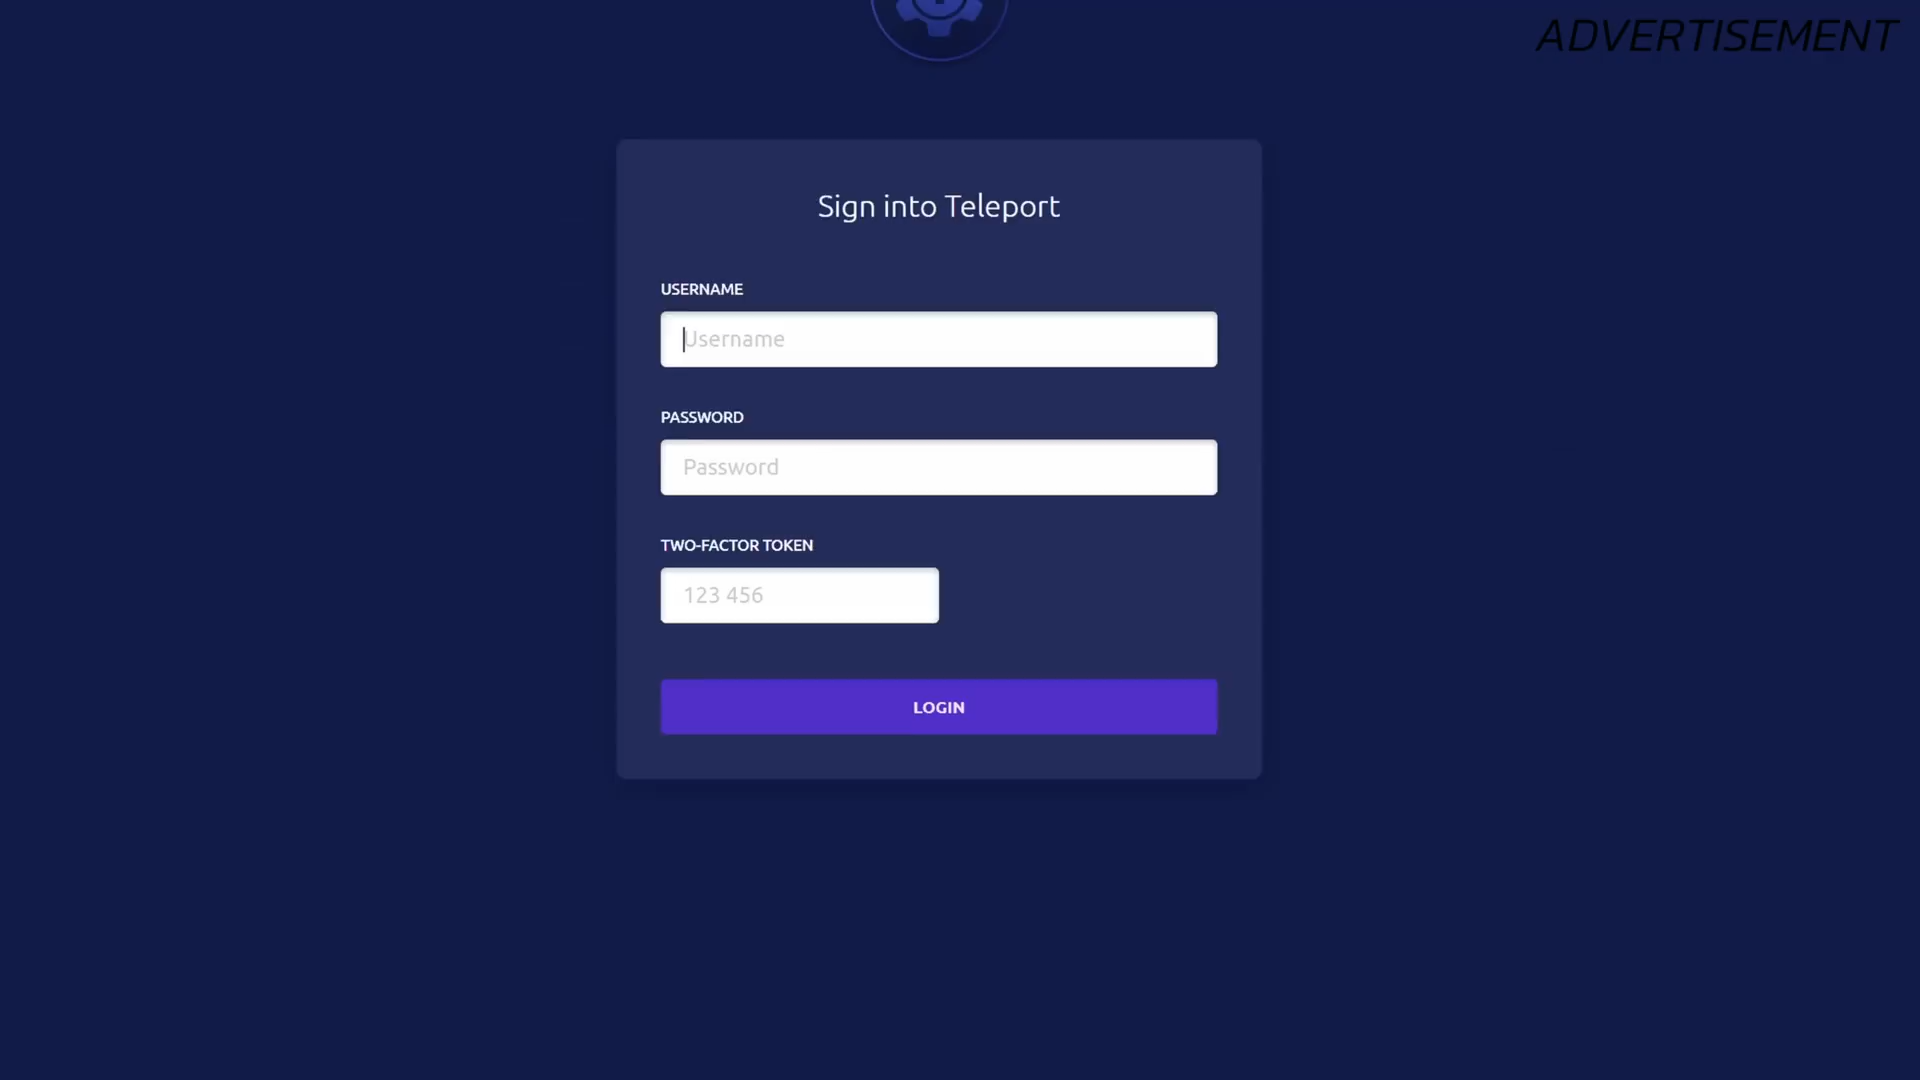 ADVERTISEMENT
Sign into Teleport
USERNAME
Username
PASSWORD
Password
TWO-FACTOR TOKEN
123 456
LOGIN